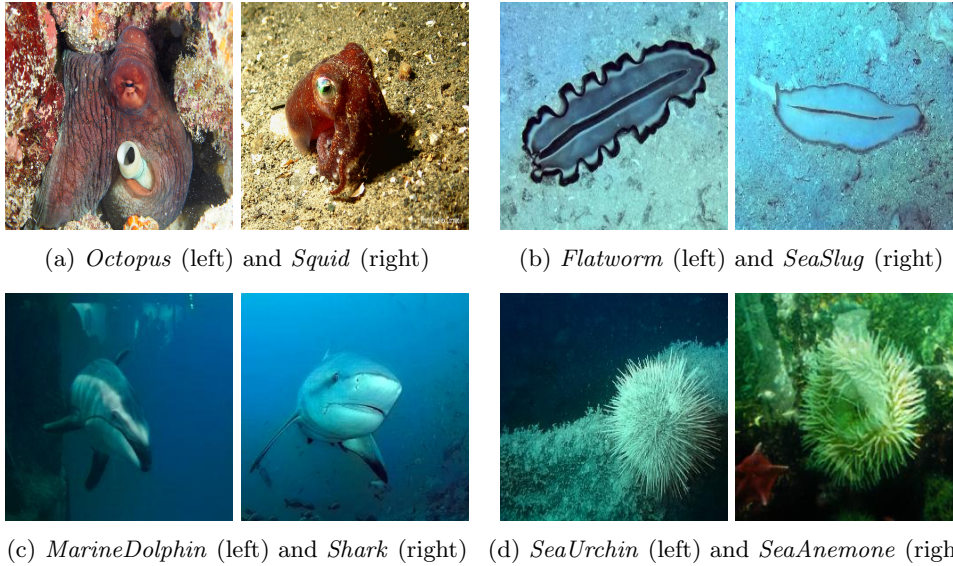 (a) Octopus (left) and Squid (right)
(b) Flatworm (left) and SeaSlug (right)
(c) MarineDolphin (left) and Shark (right)
(d) SeaUrchin (left) and SeaAnemone (righ